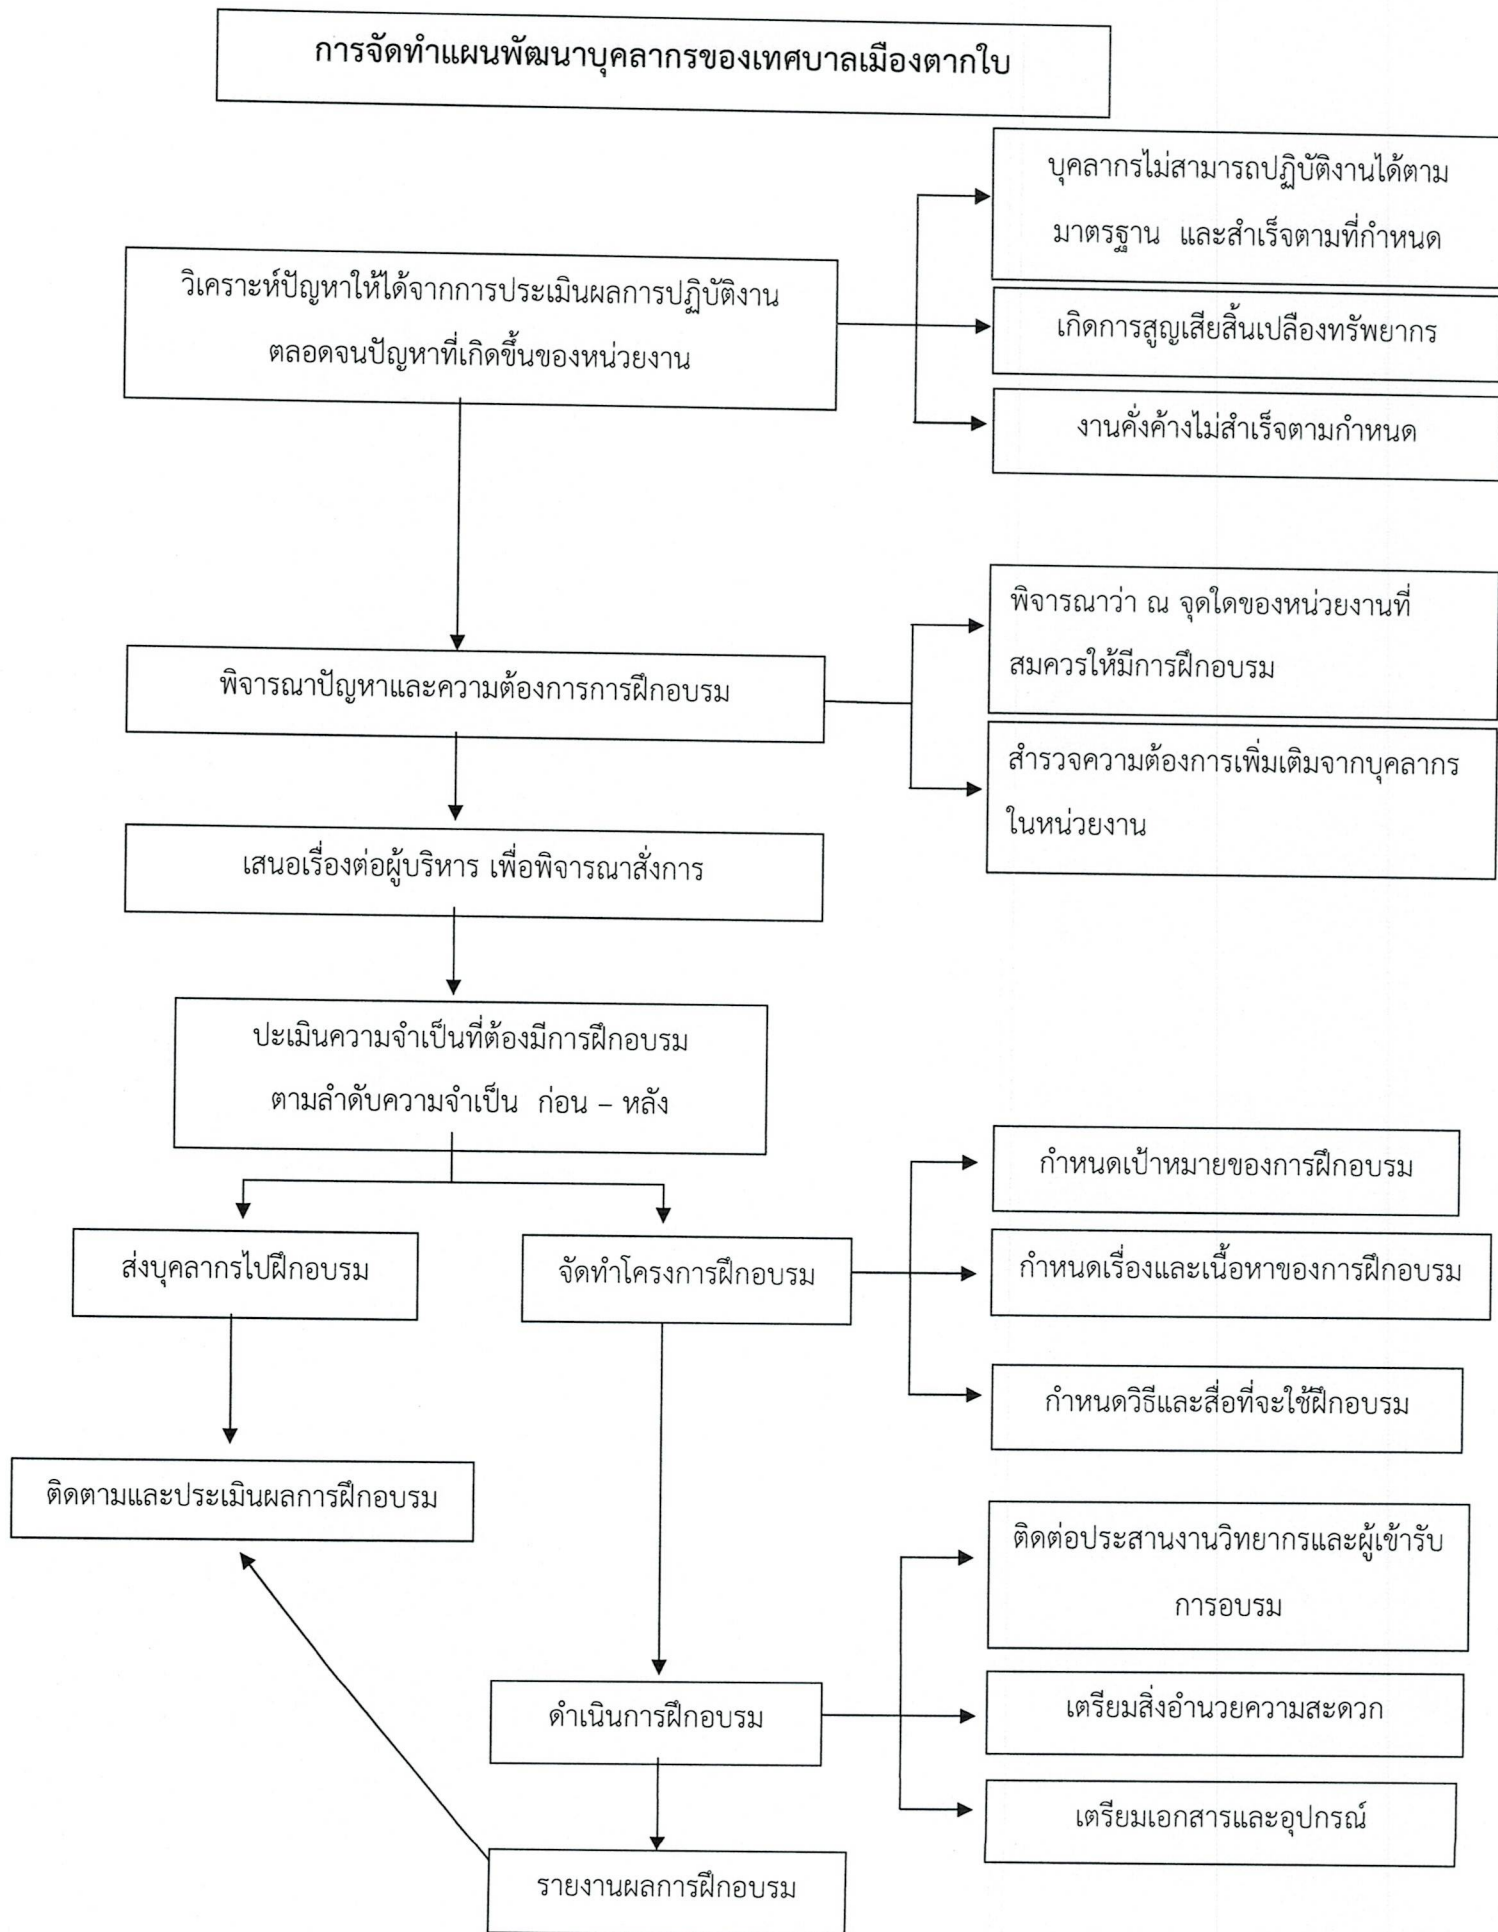 การจัดทำแผนพัฒนาบุคลากรของเทศบาลเมืองตากใบ
บุคลากรไม่สามารถปฏิบัติงานได้ตาม
มาตรฐาน และสำเร็จตามที่กำหนด
วิเคราะห์ปัญหาให้ได้จากการประเมินผลการปฏิบัติงาน
ตลอดจนปัญหาที่เกิดขึ้นของหน่วยงาน
เกิดการสูญเสียสิ้นเปลืองทรัพยากร
งานคั่งค้างไม่สำเร็จตามกำหนด
พิจารณาปัญหาและความต้องการการฝึกอบรม
พิจารณาว่า ณ จุดใดของหน่วยงานที่
สมควรให้มีการฝึกอบรม
สำรวจความต้องการเพิ่มเติมจากบุคลากร
ในหน่วยงาน
เสนอเรื่องต่อผู้บริหาร เพื่อพิจารณาสั่งการ
ปะเมินความจำเป็นที่ต้องมีการฝึกอบรม
ตามลำดับความจำเป็น ก่อน – หลัง
ส่งบุคลากรไปฝึกอบรม
จัดทำโครงการฝึกอบรม
กำหนดเป้าหมายของการฝึกอบรม
กำหนดเรื่องและเนื้อหาของการฝึกอบรม
กำหนดวิธีและสื่อที่จะใช้ฝึกอบรม
ติดตามและประเมินผลการฝึกอบรม
ดำเนินการฝึกอบรม
ติดต่อประสานงานวิทยากรและผู้เข้ารับ
การอบรม
เตรียมสิ่งอำนวยความสะดวก
เตรียมเอกสารและอุปกรณ์
รายงานผลการฝึกอบรม